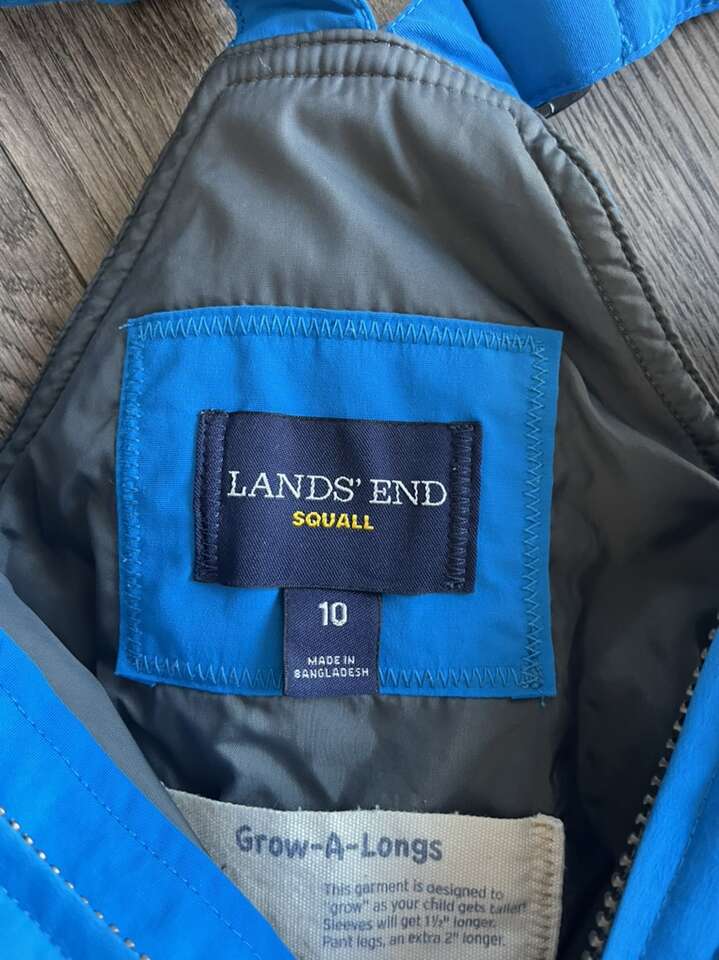 LANDS' END
SQUALL
10
MADE IN
BANGLADESH
Grow-A-Longs
This garment is designed to
"grow" as your child gets taller!
Sleeves will get 1½" longer.
Pant legs, an extra 2" longer.